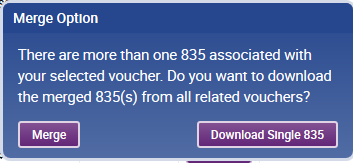 Merge Option
There are more than one 835 associated with
your selected voucher. Do you want to download
the merged 835(s) from all related vouchers?
Merge
Download Single 835